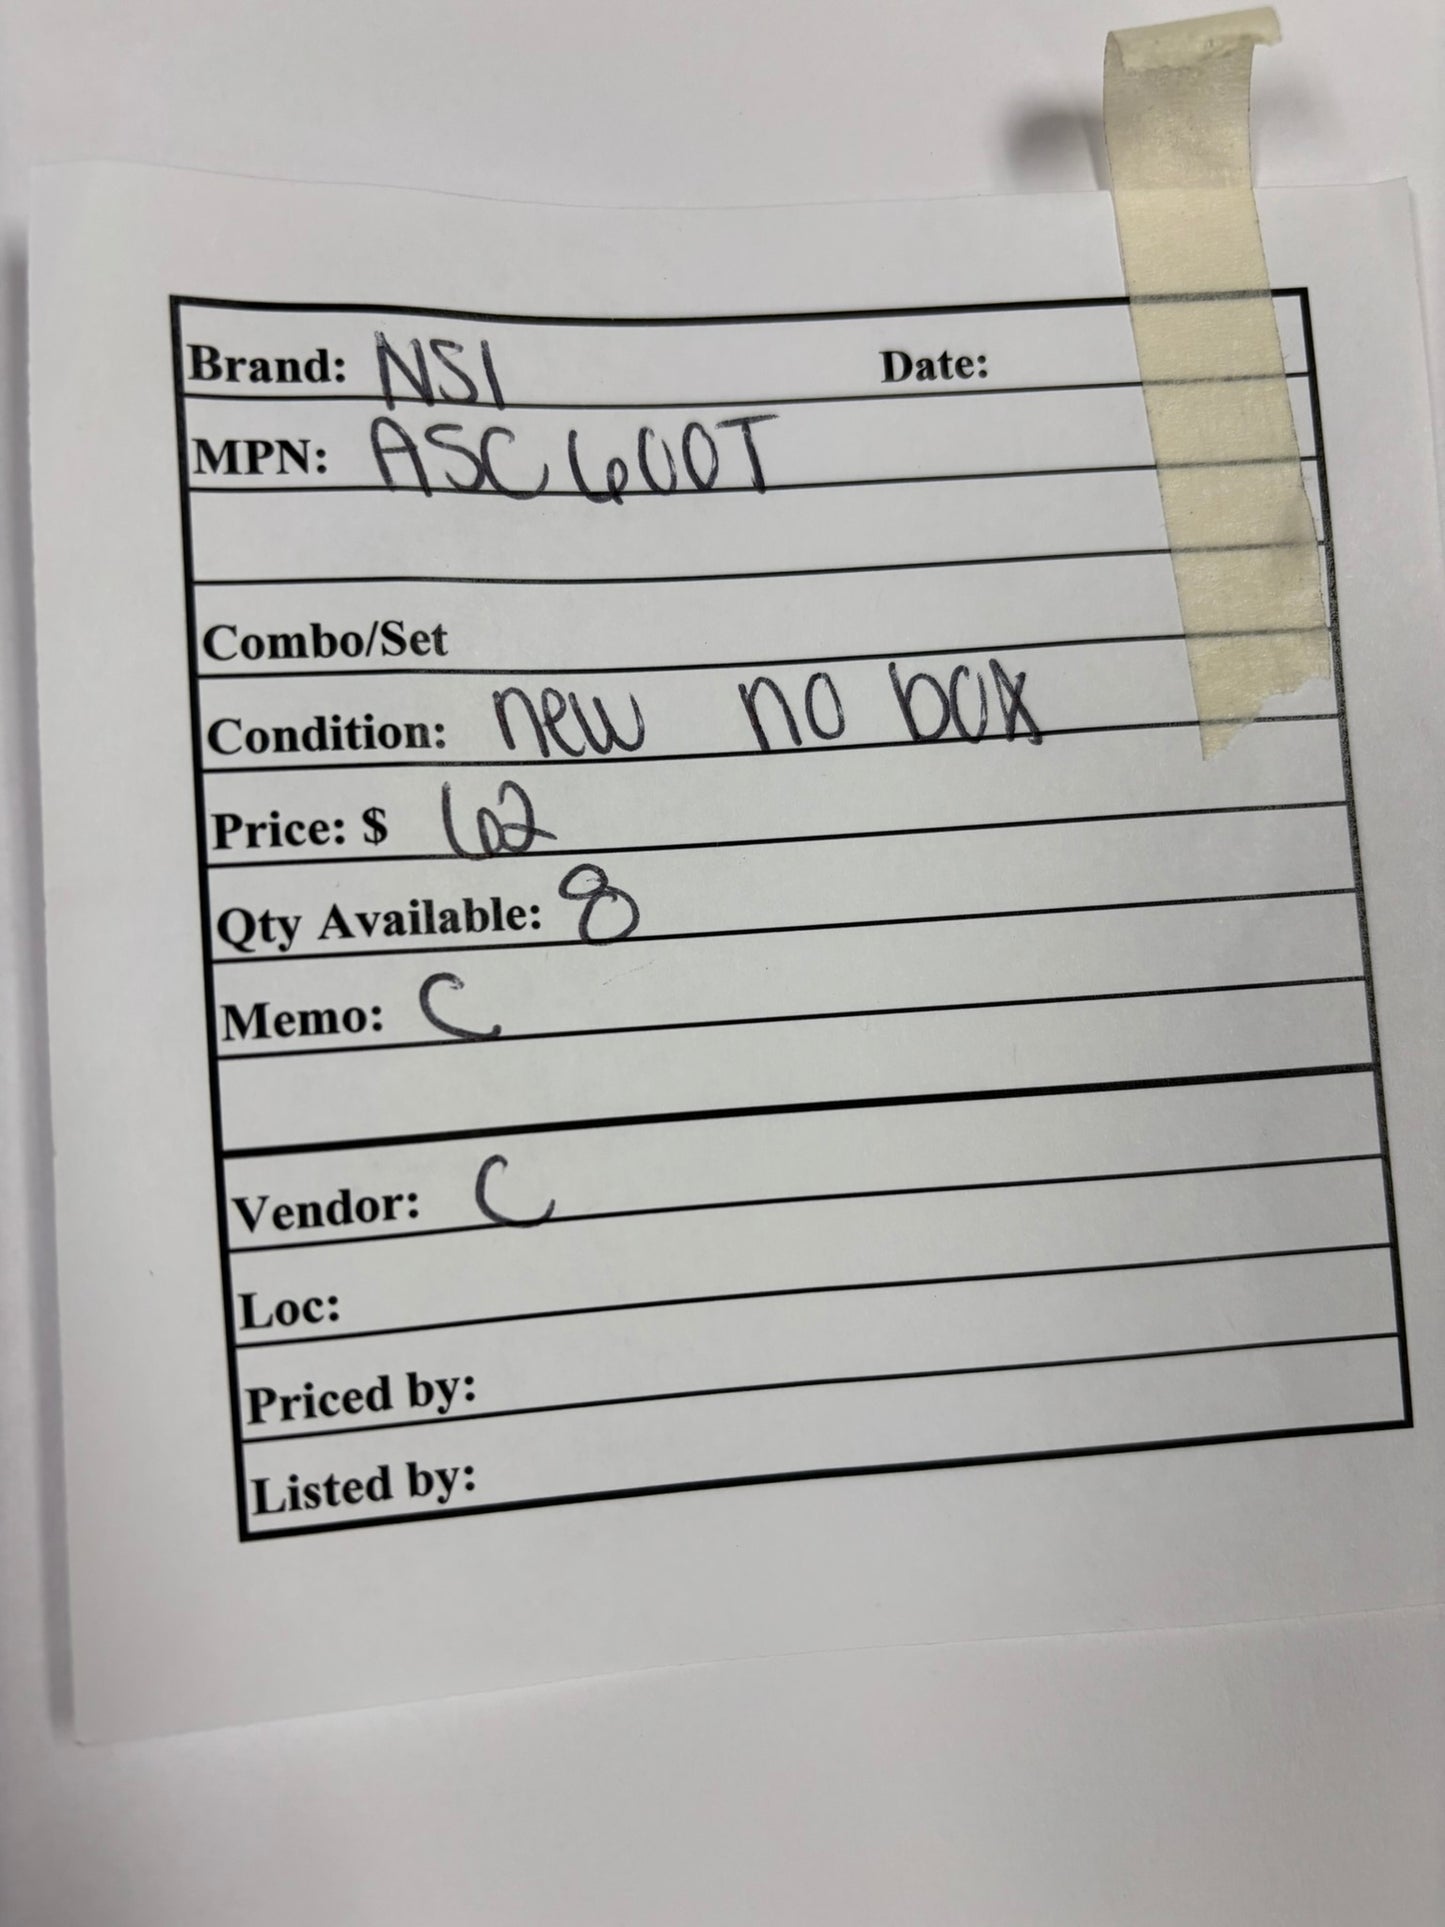 Brand: NSI Date:
MPN: ASC600T
Combo/Set
Condition: new no box
Price: $ 62
Qty Available: 8
Memo: C
Vendor: C
Loc:
Priced by:
Listed by: